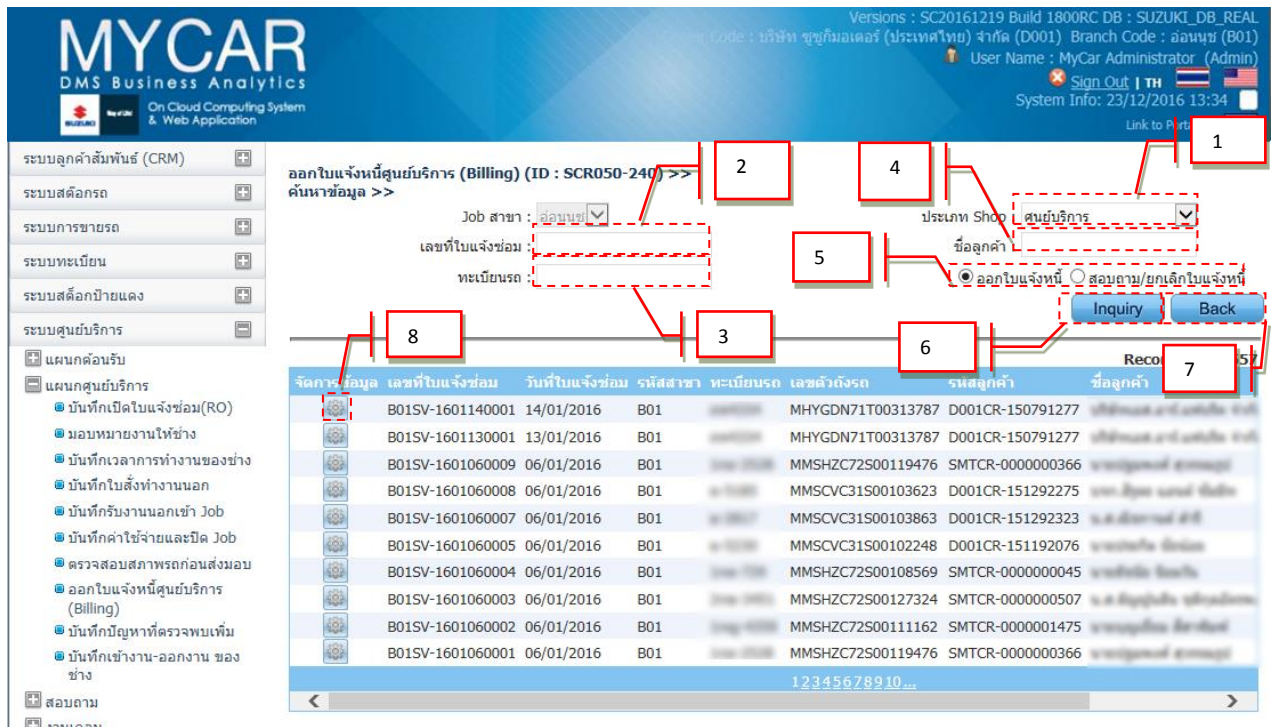 MYCAR
DMS Business Analytics
On Cloud Computing System
& Web Application
SUZUKI
Versions : SC20161219 Build 1800RC DB : SUZUKI_DB_REAL
Code : บริษัท ซูซูกิมอเตอร์ (ประเทศไทย) จำกัด (D001) Branch Code : อ่อนนุช (B01)
User Name : MyCar Administrator (Admin)
Sign Out | TH
System Info: 23/12/2016 13:34
Link to
1
2
4
5
8
3
6
7
ระบบลูกค้าสัมพันธ์ (CRM)
ระบบสต๊อกรถ
ระบบการขายรถ
ระบบทะเบียน
ระบบสต็อกป้ายแดง
ระบบศูนย์บริการ
แผนกต้อนรับ
แผนกศูนย์บริการ
บันทึกเปิดใบแจ้งซ่อม(RO)
มอบหมายงานให้ช่าง
บันทึกเวลาการทำงานของช่าง
บันทึกใบสั่งทำงานนอก
บันทึกรับงานนอกเข้า Job
บันทึกค่าใช้จ่ายและปิด Job
ตรวจสอบสภาพรถก่อนส่งมอบ
ออกใบแจ้งหนี้ศูนย์บริการ
(Billing)
บันทึกปัญหาที่ตรวจพบเพิ่ม
บันทึกเข้างาน-ออกงาน ของ
ช่าง
สอบถาม
ออกใบแจ้งหนี้ศูนย์บริการ (Billing) (ID : SCR050-240) >>
ค้นหาข้อมูล >>
Job สาขา : อ่อนนุช
ประเภท Shop : ศูนย์บริการ
เลขที่ใบแจ้งซ่อม :
ชื่อลูกค้า
ทะเบียนรถ :
ออกใบแจ้งหนี้ สอบถาม/ยกเลิกใบแจ้งหนี้
Inquiry Back
จัดการข้อมูล เลขที่ใบแจ้งซ่อม วันที่ใบแจ้งซ่อม รหัสสาขา ทะเบียนรถ เลขตัวถังรถ รหัสลูกค้า ชื่อลูกค้า
B01SV-1601140001 14/01/2016 B01 MHYGDN71T00313787 D001CR-150791277
B01SV-1601130001 13/01/2016 B01 MHYGDN71T00313787 D001CR-150791277
B01SV-1601060009 06/01/2016 B01 MMSHZC72S00119476 SMTCR-0000000366
B01SV-1601060008 06/01/2016 B01 MMSCVC31S00103623 D001CR-151292275
B01SV-1601060007 06/01/2016 B01 MMSCVC31S00103863 D001CR-151292323
B01SV-1601060005 06/01/2016 B01 MMSCVC31S00102248 D001CR-151192076
B01SV-1601060004 06/01/2016 B01 MMSHZC72S00108569 SMTCR-0000000045
B01SV-1601060003 06/01/2016 B01 MMSHZC72S00127324 SMTCR-0000000507
B01SV-1601060002 06/01/2016 B01 MMSHZC72S00111162 SMTCR-0000001475
B01SV-1601060001 06/01/2016 B01 MMSHZC72S00119476 SMTCR-0000000366
12345678910...